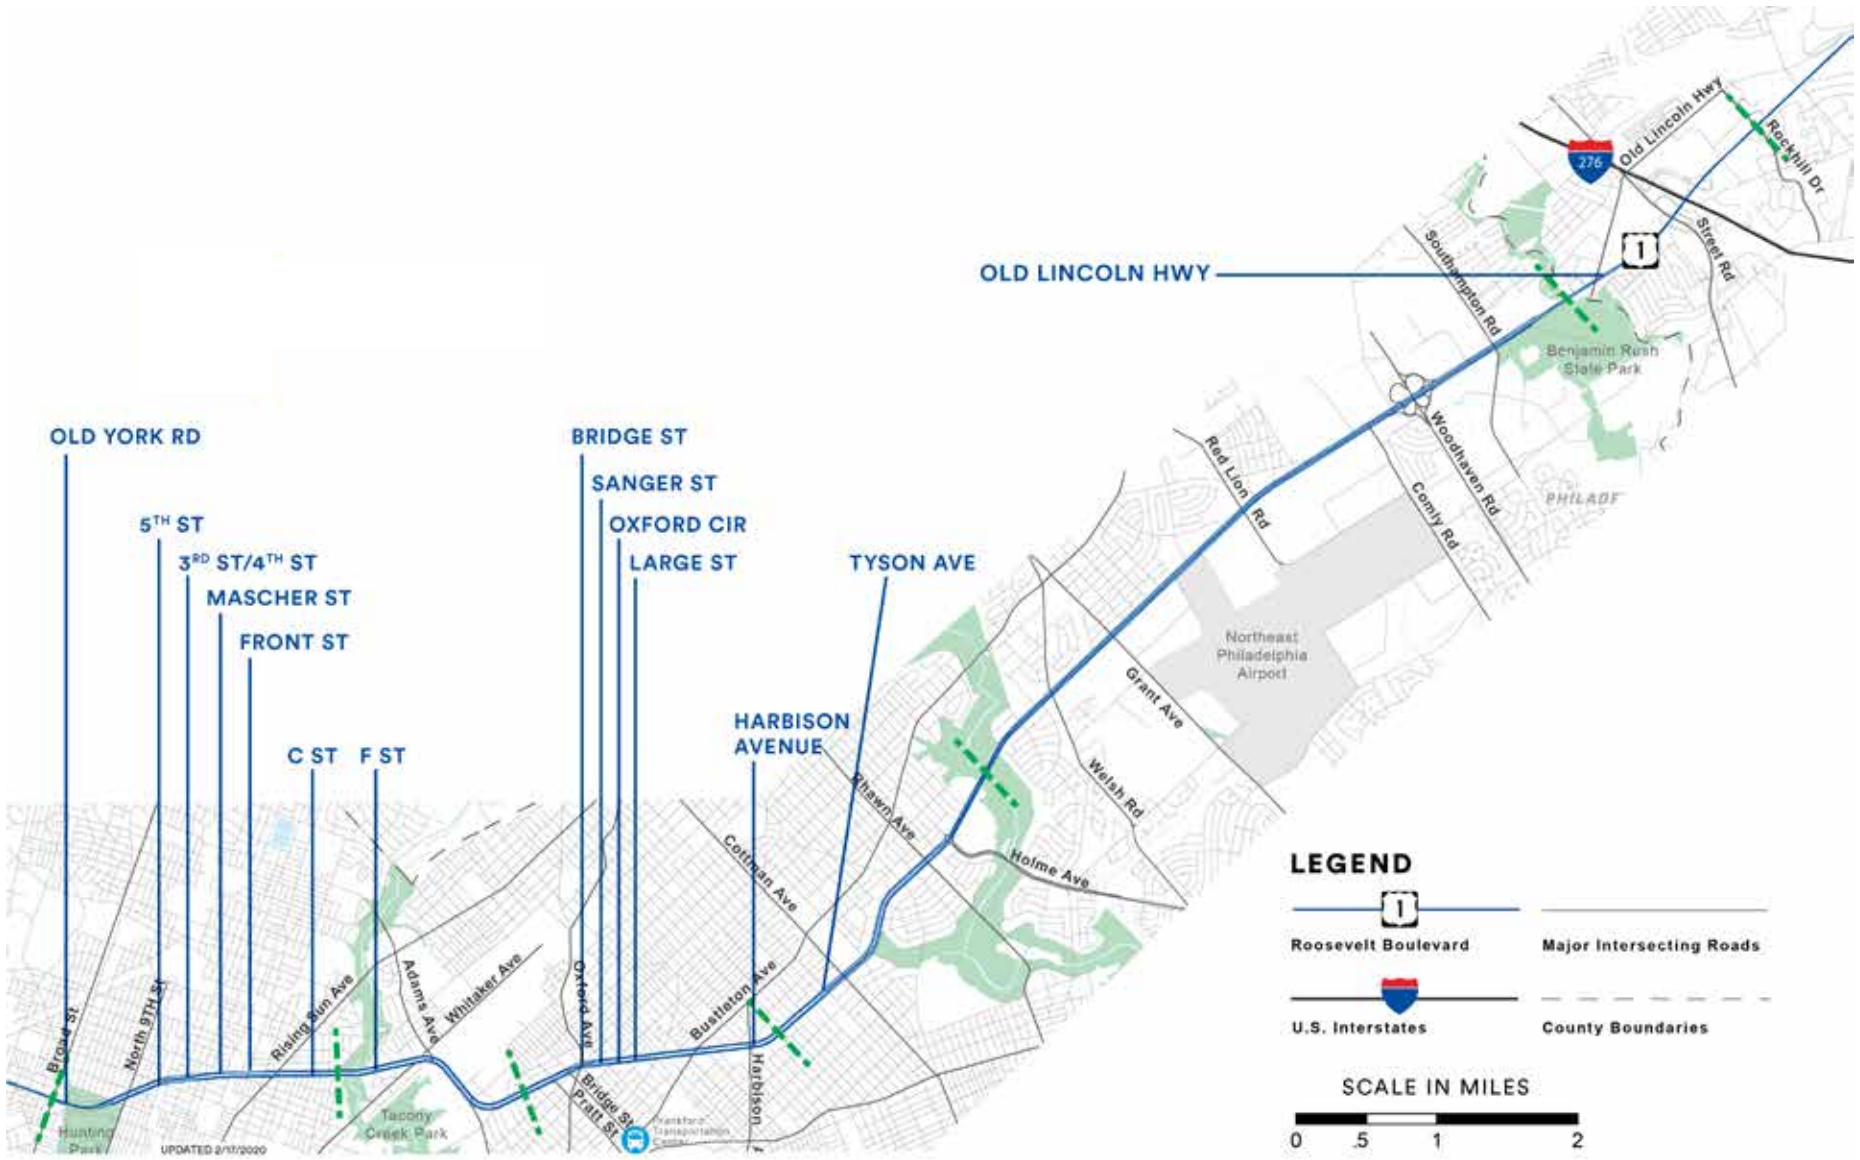 Old Lincoln Hwy
Rockhill Dr
276
1
Street Rd
Southampton Rd
OLD LINCOLN HWY
Benjamin Rush
State Park
Woodhaven Rd
Red Lion Rd
Comly Rd
PHILADE
OLD YORK RD
BRIDGE ST
SANGER ST
5TH ST
OXFORD CIR
3RD ST/4TH ST
LARGE ST
TYSON AVE
MASCHER ST
FRONT ST
Northeast
Philadelphia
Airport
Grant Ave
HARBISON
AVENUE
C ST
F ST
Rhawn Ave
Welsh Rd
Cottman Ave
Holme Ave
Broad St
North 9TH St
Rising Sun Ave
Adams Ave
Whitaker Ave
Oxford Ave
Bustleton Ave
Harbison
Bridge St
Pratt St
Tacony
Creek Park
Hunting
Park
Frankford
Transportation
Center
UPDATED 2/17/2020
LEGEND
1
Roosevelt Boulevard
Major Intersecting Roads
U.S. Interstates
County Boundaries
SCALE IN MILES
0 .5 1 2